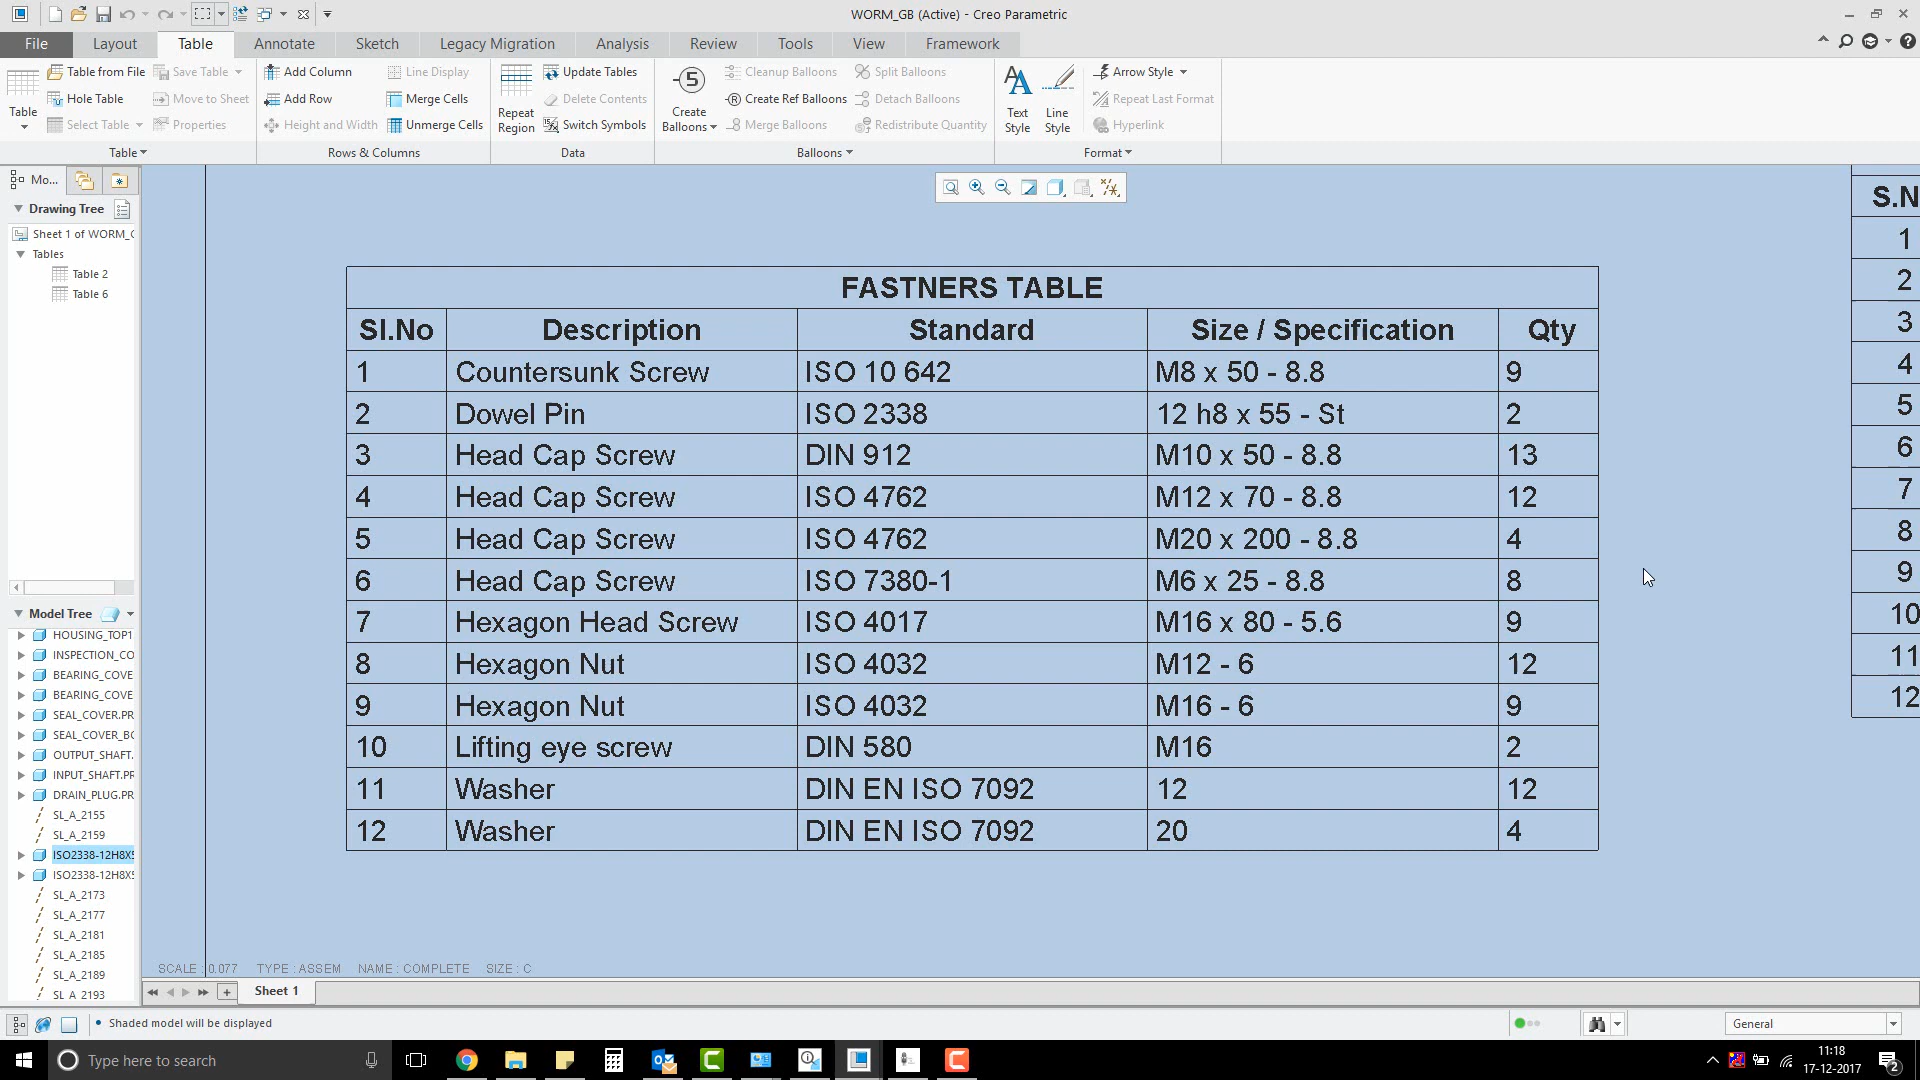 WORM_GB (Active) - Creo Parametric
File Layout Table Annotate Sketch Legacy Migration Analysis Review Tools View Framework
Table from File Save Table Add Column Line Display Update Tables Cleanup Balloons Split Balloons Arrow Style
Hole Table Move to Sheet Add Row Merge Cells Delete Contents Create Ref Balloons Detach Balloons Repeat Last Format
Table Select Table Properties Height and Width Unmerge Cells Repeat Region Switch Symbols Create Balloons Merge Balloons Redistribute Quantity Text Style Line Style Hyperlink
Table Rows & Columns Data Balloons Format
Mo...
Drawing Tree
Sheet 1 of WORM_G
Tables
Table 2
Table 6
Model Tree
HOUSING_TOP1
INSPECTION_CO
BEARING_COVE
BEARING_COVE
SEAL_COVER.PR
SEAL_COVER_BO
OUTPUT_SHAFT.
INPUT_SHAFT.PR
DRAIN_PLUG.PR
SL_A_2155
SL_A_2159
ISO2338-12H8X5
ISO2338-12H8X5
SL_A_2173
SL_A_2177
SL_A_2181
SL_A_2185
SL_A_2189
SL_A_2193
FASTNERS TABLE
Sl.No Description Standard Size / Specification Qty
1 Countersunk Screw ISO 10 642 M8 x 50 - 8.8 9
2 Dowel Pin ISO 2338 12 h8 x 55 - St 2
3 Head Cap Screw DIN 912 M10 x 50 - 8.8 13
4 Head Cap Screw ISO 4762 M12 x 70 - 8.8 12
5 Head Cap Screw ISO 4762 M20 x 200 - 8.8 4
6 Head Cap Screw ISO 7380-1 M6 x 25 - 8.8 8
7 Hexagon Head Screw ISO 4017 M16 x 80 - 5.6 9
8 Hexagon Nut ISO 4032 M12 - 6 12
9 Hexagon Nut ISO 4032 M16 - 6 9
10 Lifting eye screw DIN 580 M16 2
11 Washer DIN EN ISO 7092 12 12
12 Washer DIN EN ISO 7092 20 4
S.N
1
2
3
4
5
6
7
8
9
10
11
12
SCALE : 0.077 TYPE : ASSEM NAME : COMPLETE SIZE : C
Sheet 1
Shaded model will be displayed
General
Type here to search
11:18
17-12-2017
2